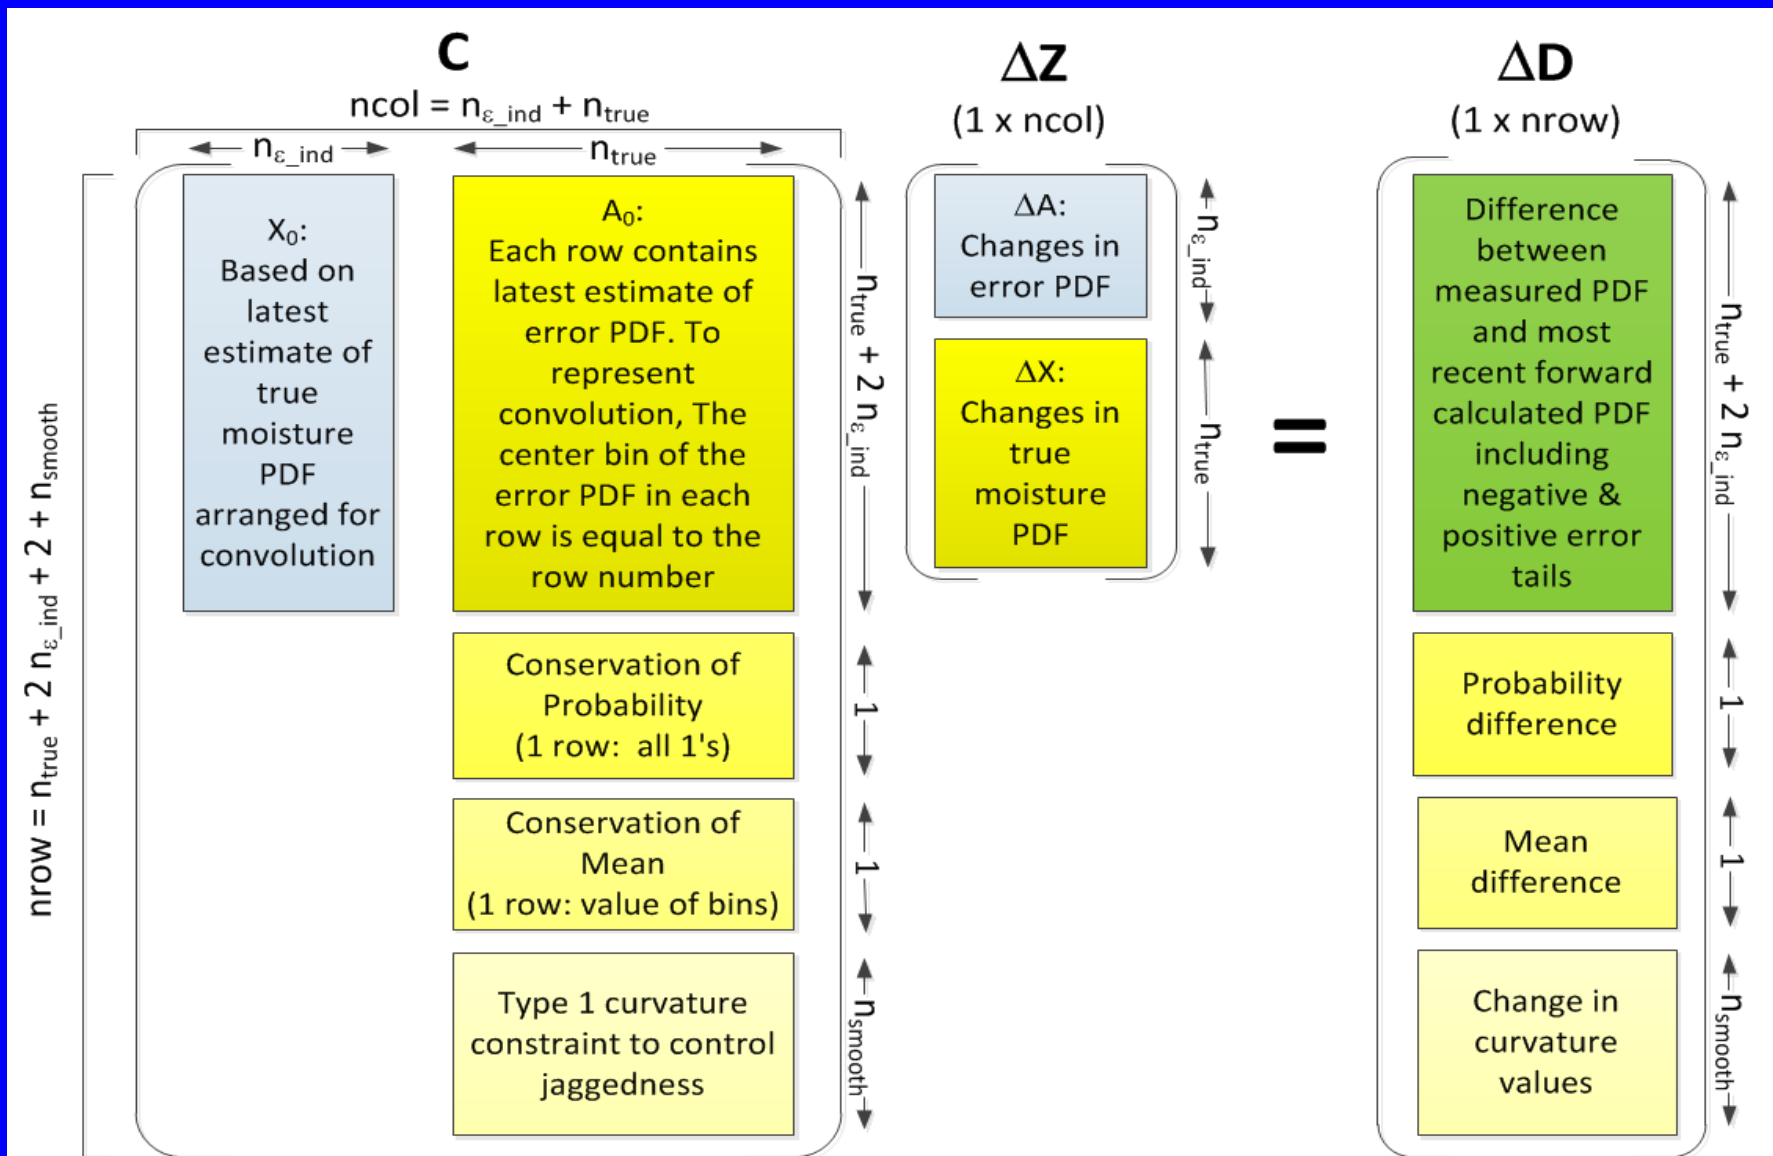 C
ncol = nε_ind + ntrue
nε_ind
ntrue
nrow = ntrue + 2 nε_ind + 2 + nsmooth
X0:
Based on
latest
estimate of
true
moisture
PDF
arranged for
convolution
A0:
Each row contains
latest estimate of
error PDF. To
represent
convolution, The
center bin of the
error PDF in each
row is equal to the
row number
ntrue + 2 nε_ind
Conservation of
Probability
(1 row:  all 1's)
1
Conservation of
Mean
(1 row: value of bins)
1
Type 1 curvature
constraint to control
jaggedness
nsmooth
ΔZ
(1 x ncol)
ΔA:
Changes in
error PDF
nε_ind
ΔX:
Changes in
true
moisture
PDF
ntrue
=
ΔD
(1 x nrow)
Difference
between
measured PDF
and most
recent forward
calculated PDF
including
negative &
positive error
tails
ntrue + 2 nε_ind
Probability
difference
1
Mean
difference
1
Change in
curvature
values
nsmooth